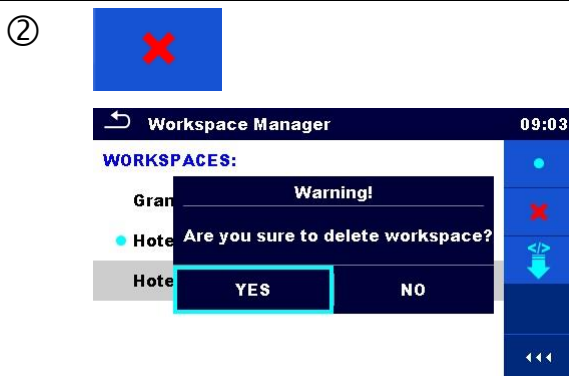 ②
Workspace Manager 09:03
WORKSPACES:
Warning!
Are you sure to delete workspace?
Gran
Hote
Hote
YES NO